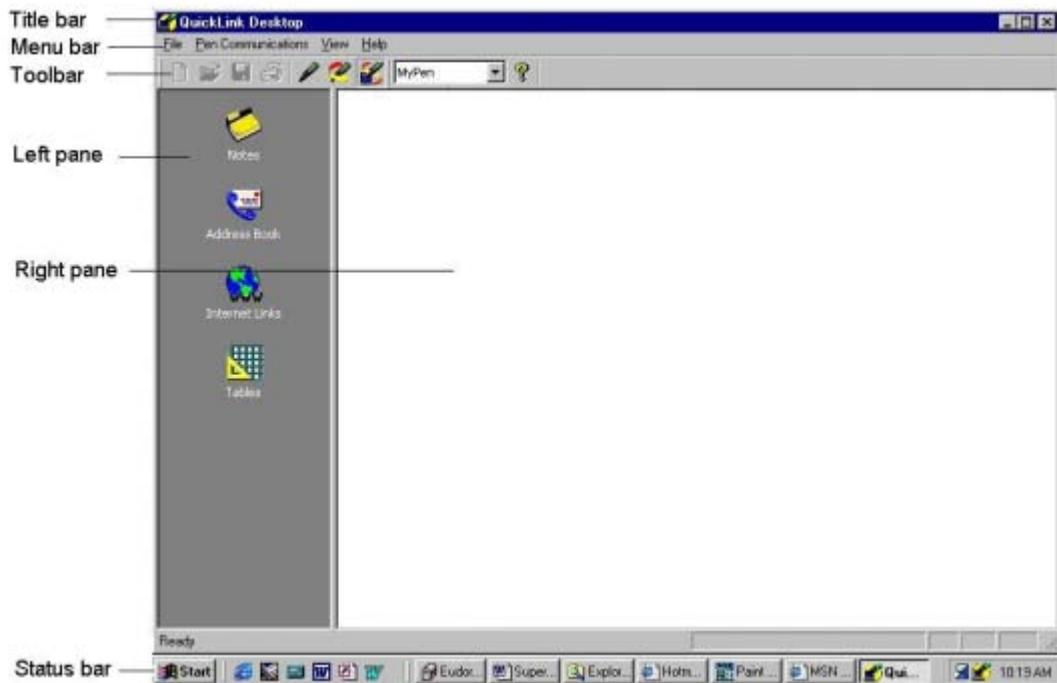 Title bar
QuickLink Desktop
Menu bar
File Pen Communications View Help
Toolbar
MyPen
Left pane
Notes
Address Book
Right pane
Internet Links
Tables
Ready
Status bar
Start Eudor... Super... Explor... Hotm... Paint ... MSN ... Qui... 10:19 AM